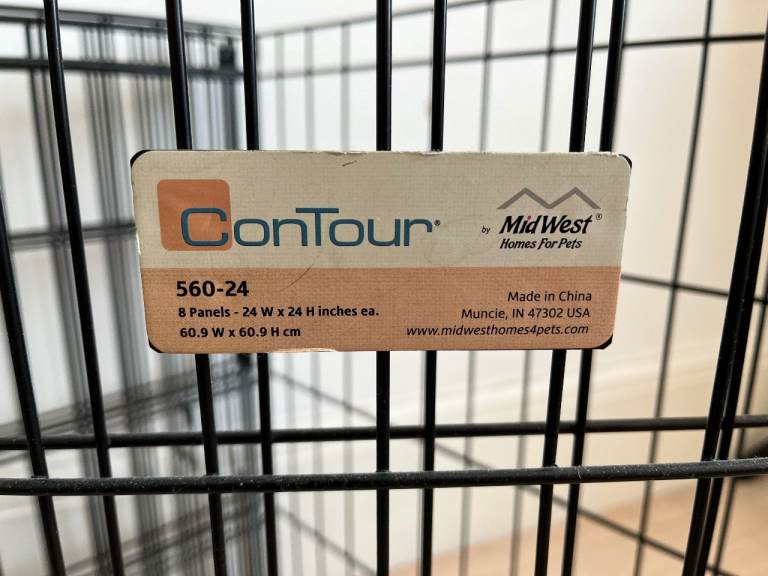 ConTour®
by MidWest®
Homes For Pets
560-24
8 Panels - 24 W x 24 H inches ea.
60.9 W x 60.9 H cm
Made in China
Muncie, IN 47302 USA
www.midwesthomes4pets.com